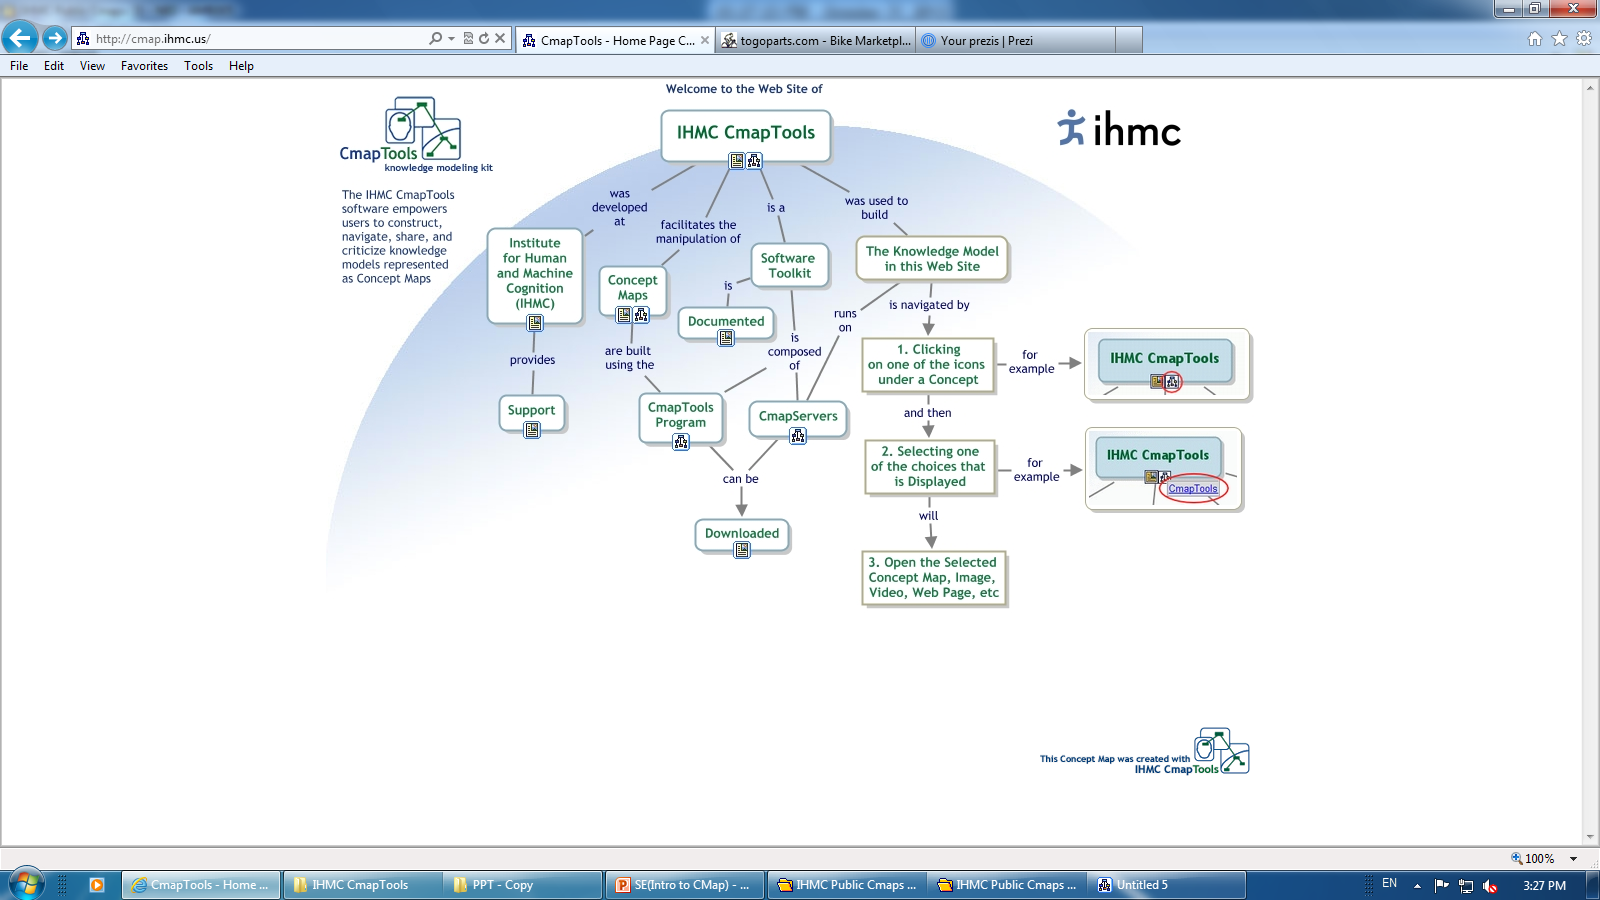 http://cmap.ihmc.us/
CmapTools - Home Page C...
togoparts.com - Bike Marketpl...
Your prezis | Prezi
File Edit View Favorites Tools Help
Welcome to the Web Site of
IHMC CmapTools
CmapTools
knowledge modeling kit
ihmc
The IHMC CmapTools
software empowers
users to construct,
navigate, share, and
criticize knowledge
models represented
as Concept Maps
was
developed
at
facilitates the
manipulation of
is a
was used to
build
Institute
for Human
and Machine
Cognition
(IHMC)
Concept
Maps
Software
Toolkit
The Knowledge Model
in this Web Site
is
Documented
is navigated by
runs
on
provides
are built
using the
is
composed
of
1. Clicking
on one of the icons
under a Concept
for
example
IHMC CmapTools
Support
CmapTools
Program
CmapServers
and then
can be
2. Selecting one
of the choices that
is Displayed
for
example
IHMC CmapTools
CmapTools
will
Downloaded
3. Open the Selected
Concept Map, Image,
Video, Web Page, etc
This Concept Map was created with
IHMC CmapTools
100%
CmapTools - Home ...
IHMC CmapTools
PPT - Copy
SE(Intro to CMap) - ...
IHMC Public Cmaps ...
IHMC Public Cmaps ...
Untitled 5
EN
3:27 PM